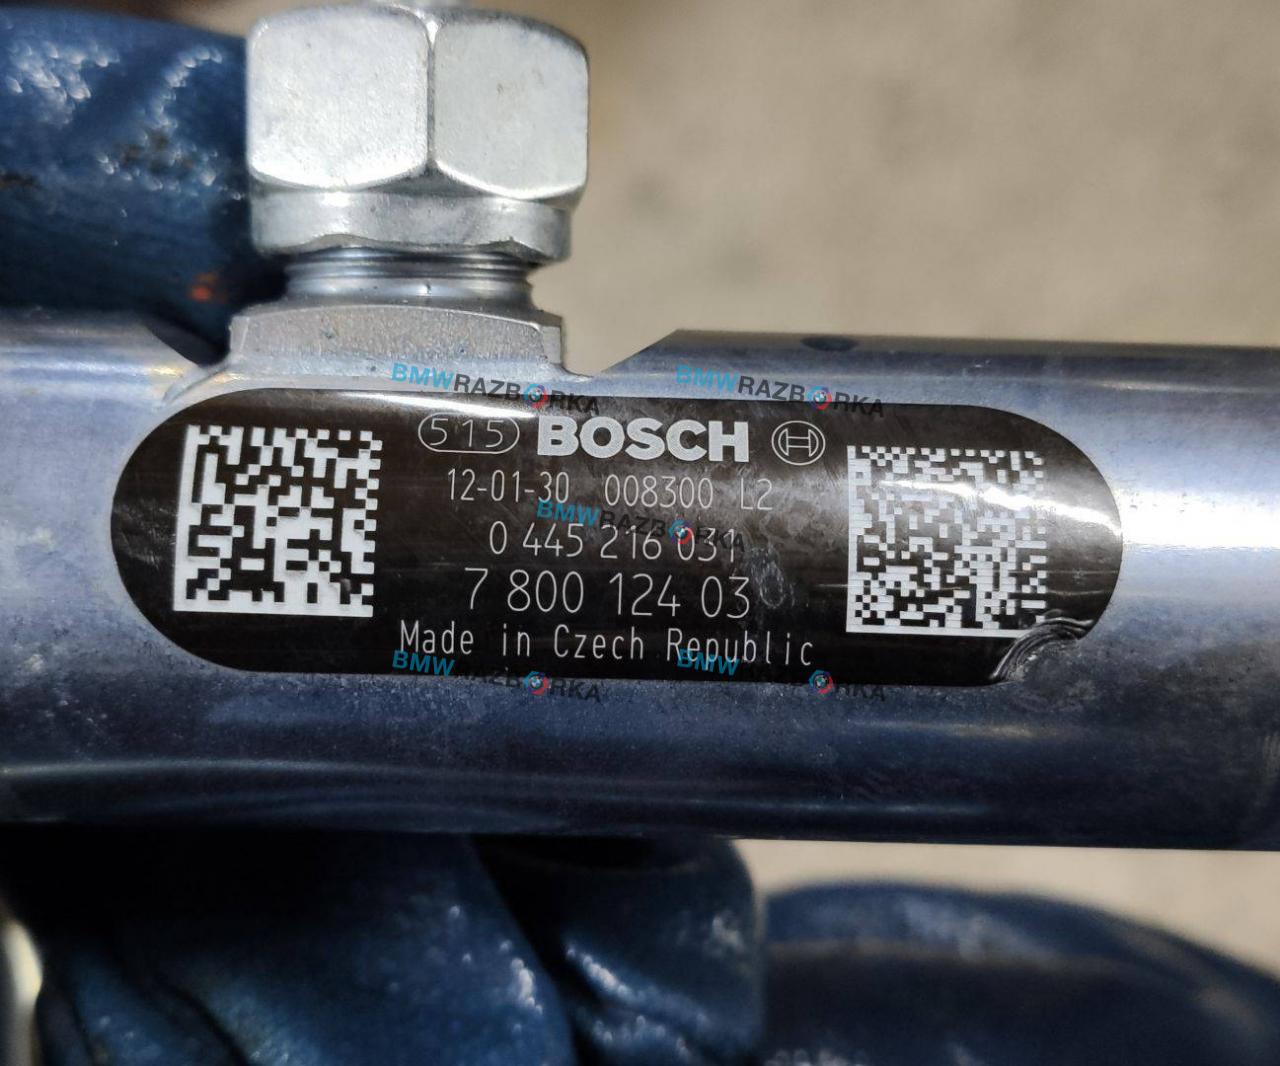 BMWRAZBORKA BMWRAZBORKA
515 BOSCH
12-01-30 008300 L2
BMWRAZBORKA
0 445 216 031
7 800 124 03
Made in Czech Republic
BMWRAZBORKA BMWRAZBORKA